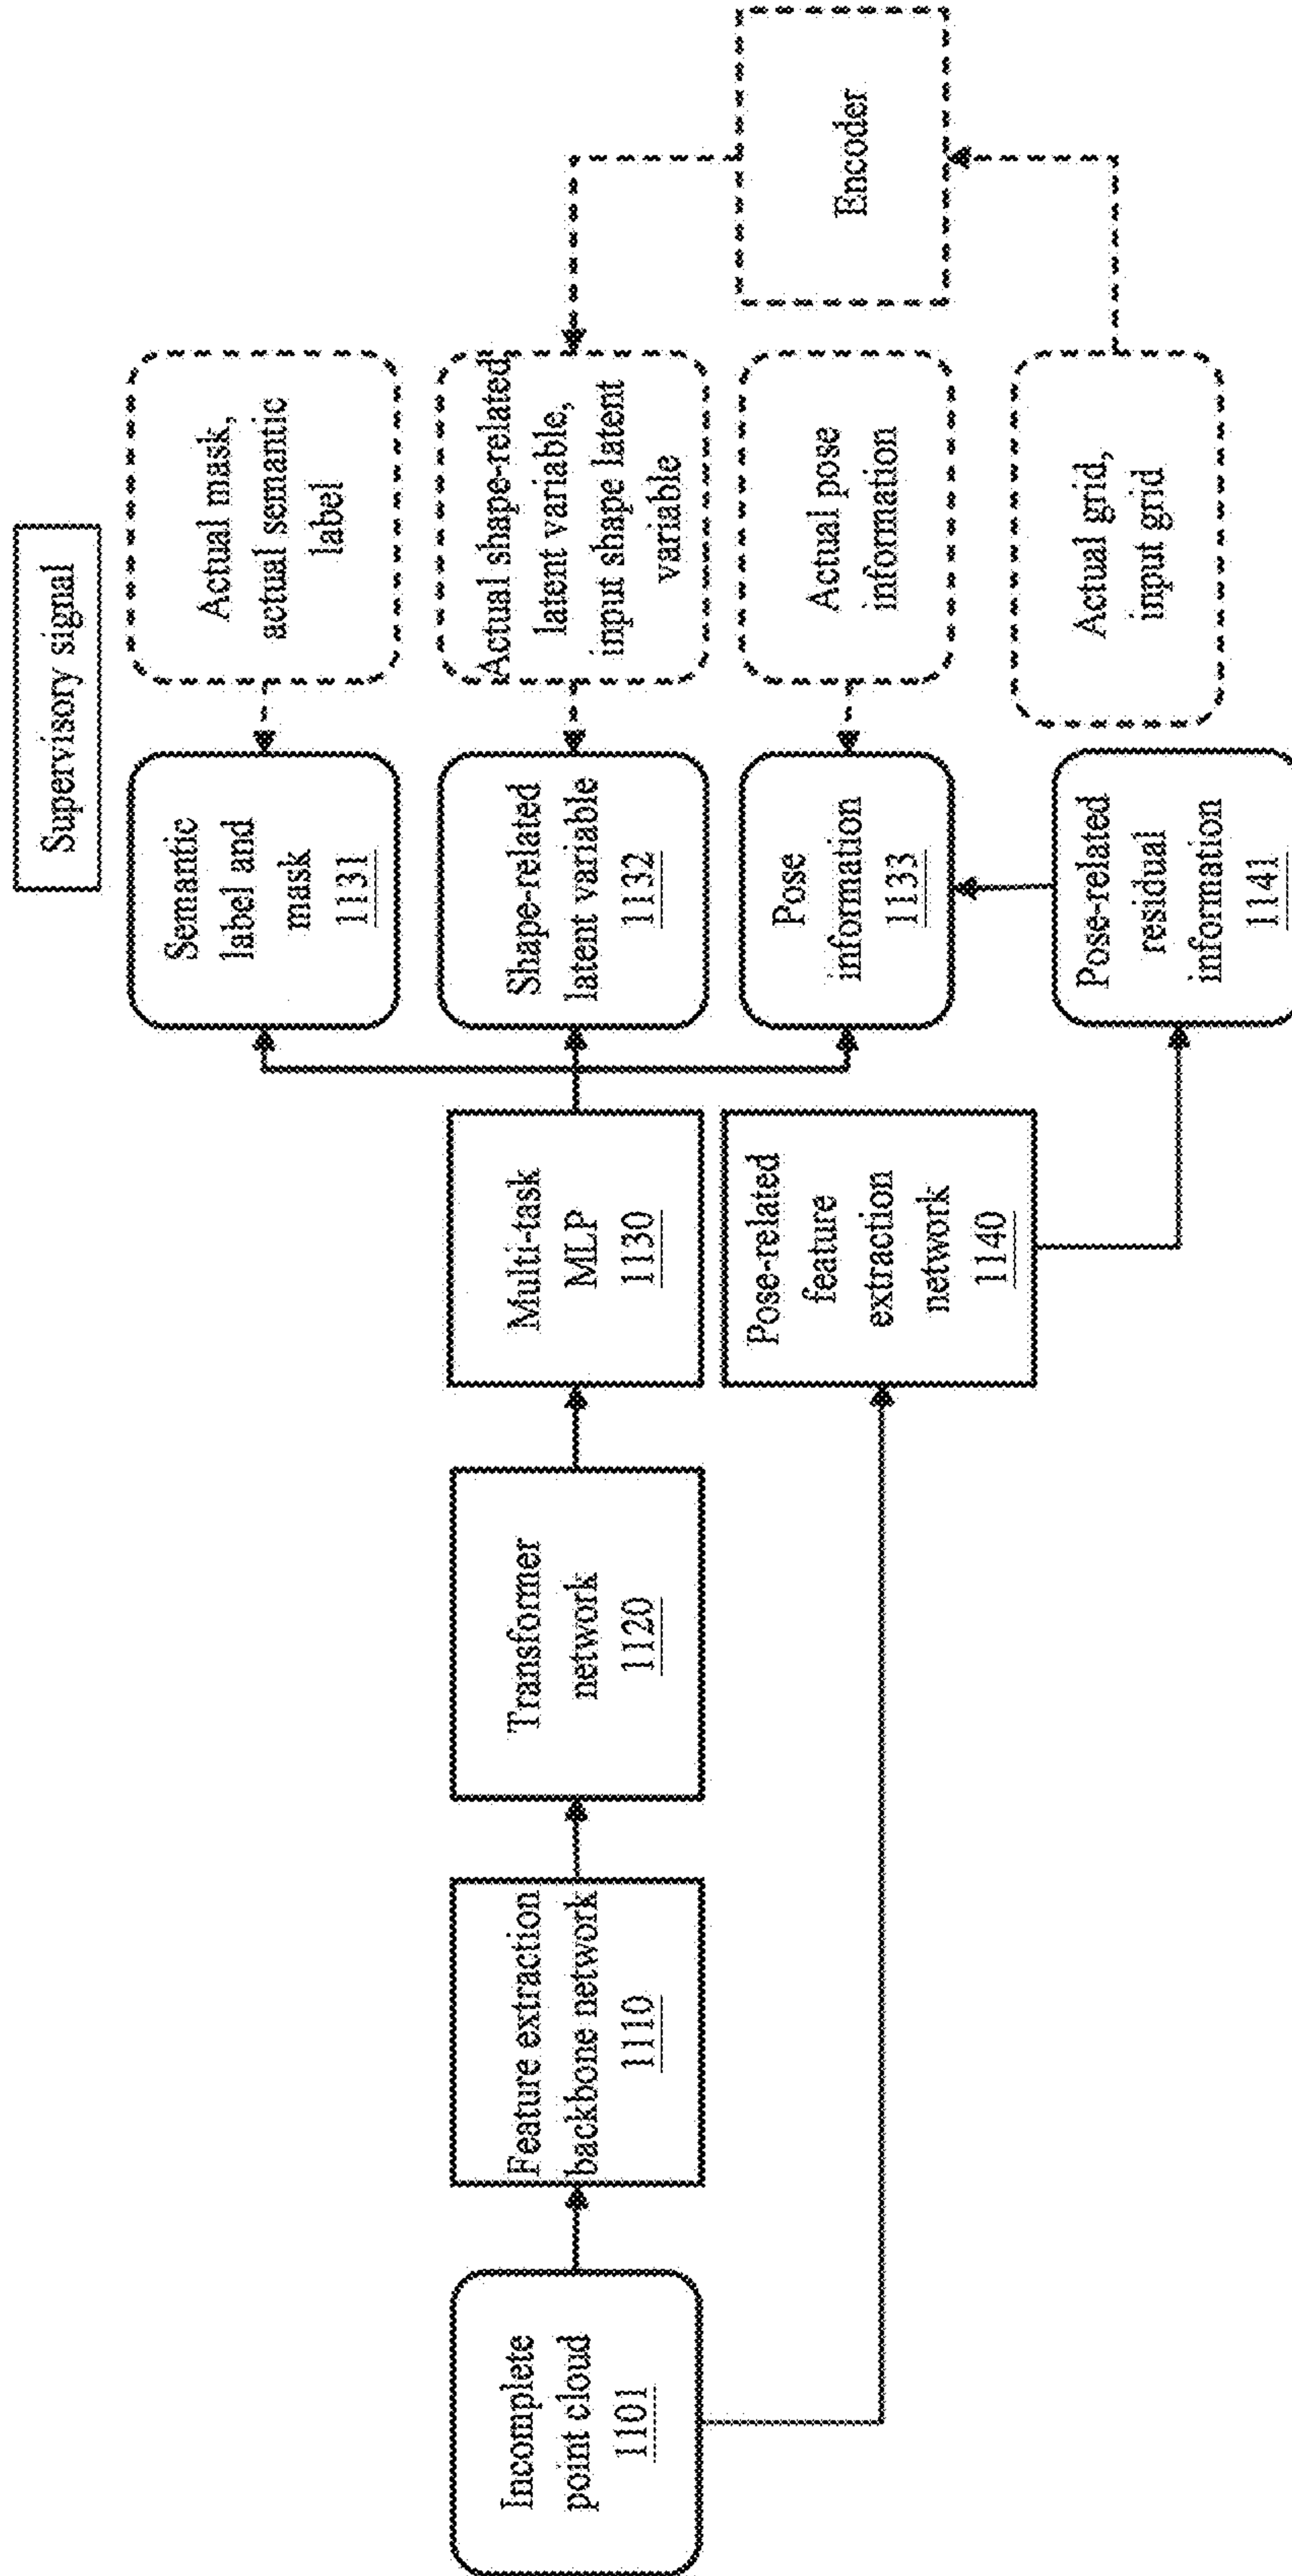 Supervisory signal
Incomplete
point cloud
1101
Feature extraction
backbone network
1110
Transformer
network
1120
Multi-task
MLP
1130
Pose-related
feature
extraction
network
1140
Semantic
label and
mask
1131
Shape-related
latent variable
1132
Pose
information
1133
Pose-related
residual
information
1141
Actual mask,
actual semantic
label
Actual shape-related
latent variable,
input shape latent
variable
Actual pose
information
Actual grid,
input grid
Encoder